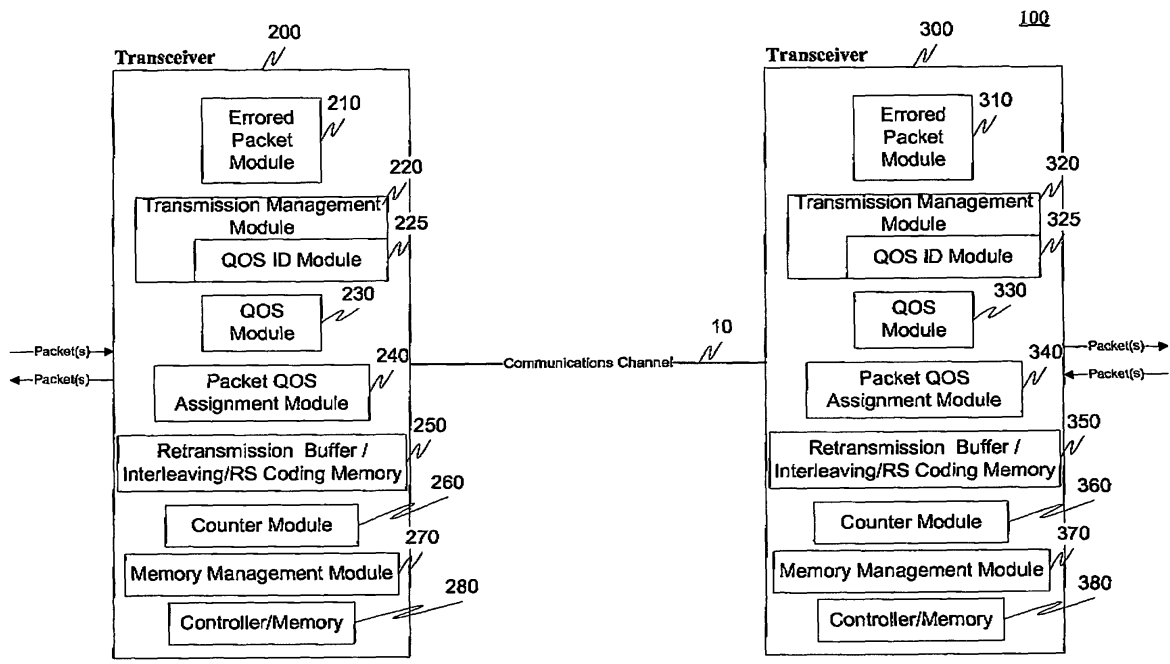 100
200
Transceiver
210
Errored
Packet
Module
220
Transmission Management
Module
225
QOS ID Module
230
QOS
Module
Packet(s)
Packet(s)
240
Packet QOS
Assignment Module
250
Retransmission Buffer /
Interleaving/RS Coding Memory
260
Counter Module
270
Memory Management Module
280
Controller/Memory
10
Communications Channel
300
Transceiver
310
Errored
Packet
Module
320
Transmission Management
Module
325
QOS ID Module
330
QOS
Module
Packet(s)
Packet(s)
340
Packet QOS
Assignment Module
350
Retransmission Buffer /
Interleaving/RS Coding Memory
360
Counter Module
370
Memory Management Module
380
Controller/Memory